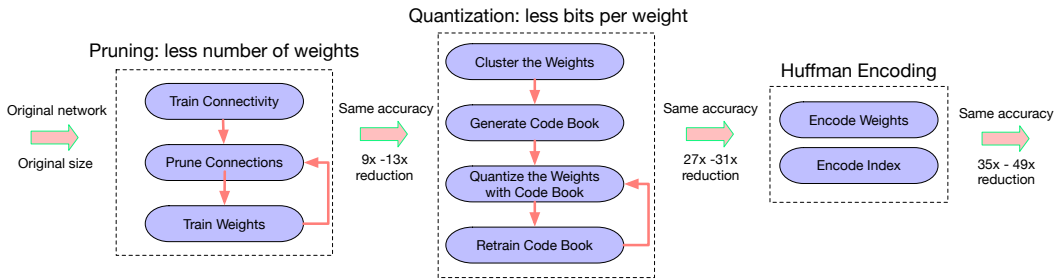 Original network
Original size
Pruning: less number of weights
Train Connectivity
Prune Connections
Train Weights
Same accuracy
9x -13x
reduction
Quantization: less bits per weight
Cluster the Weights
Generate Code Book
Quantize the Weights
with Code Book
Retrain Code Book
Same accuracy
27x -31x
reduction
Huffman Encoding
Encode Weights
Encode Index
Same accuracy
35x - 49x
reduction